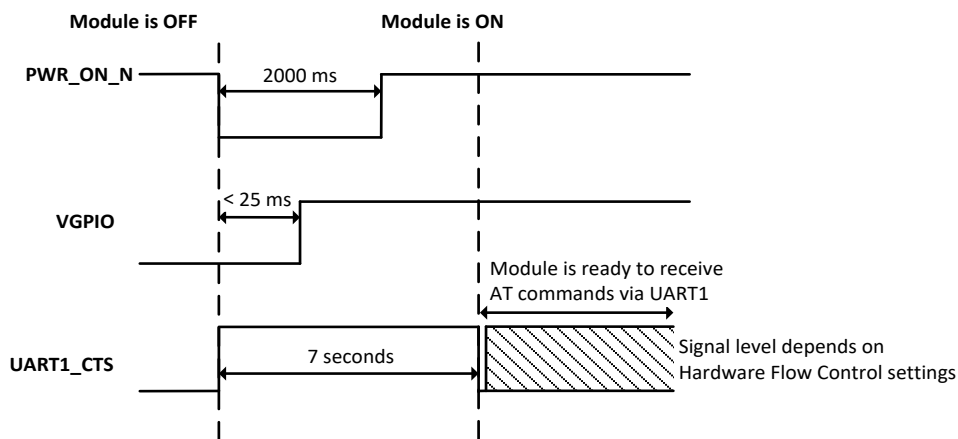 Module is OFF
Module is ON
PWR_ON_N
2000 ms
< 25 ms
VGPIO
Module is ready to receive
AT commands via UART1
UART1_CTS
7 seconds
Signal level depends on
Hardware Flow Control settings